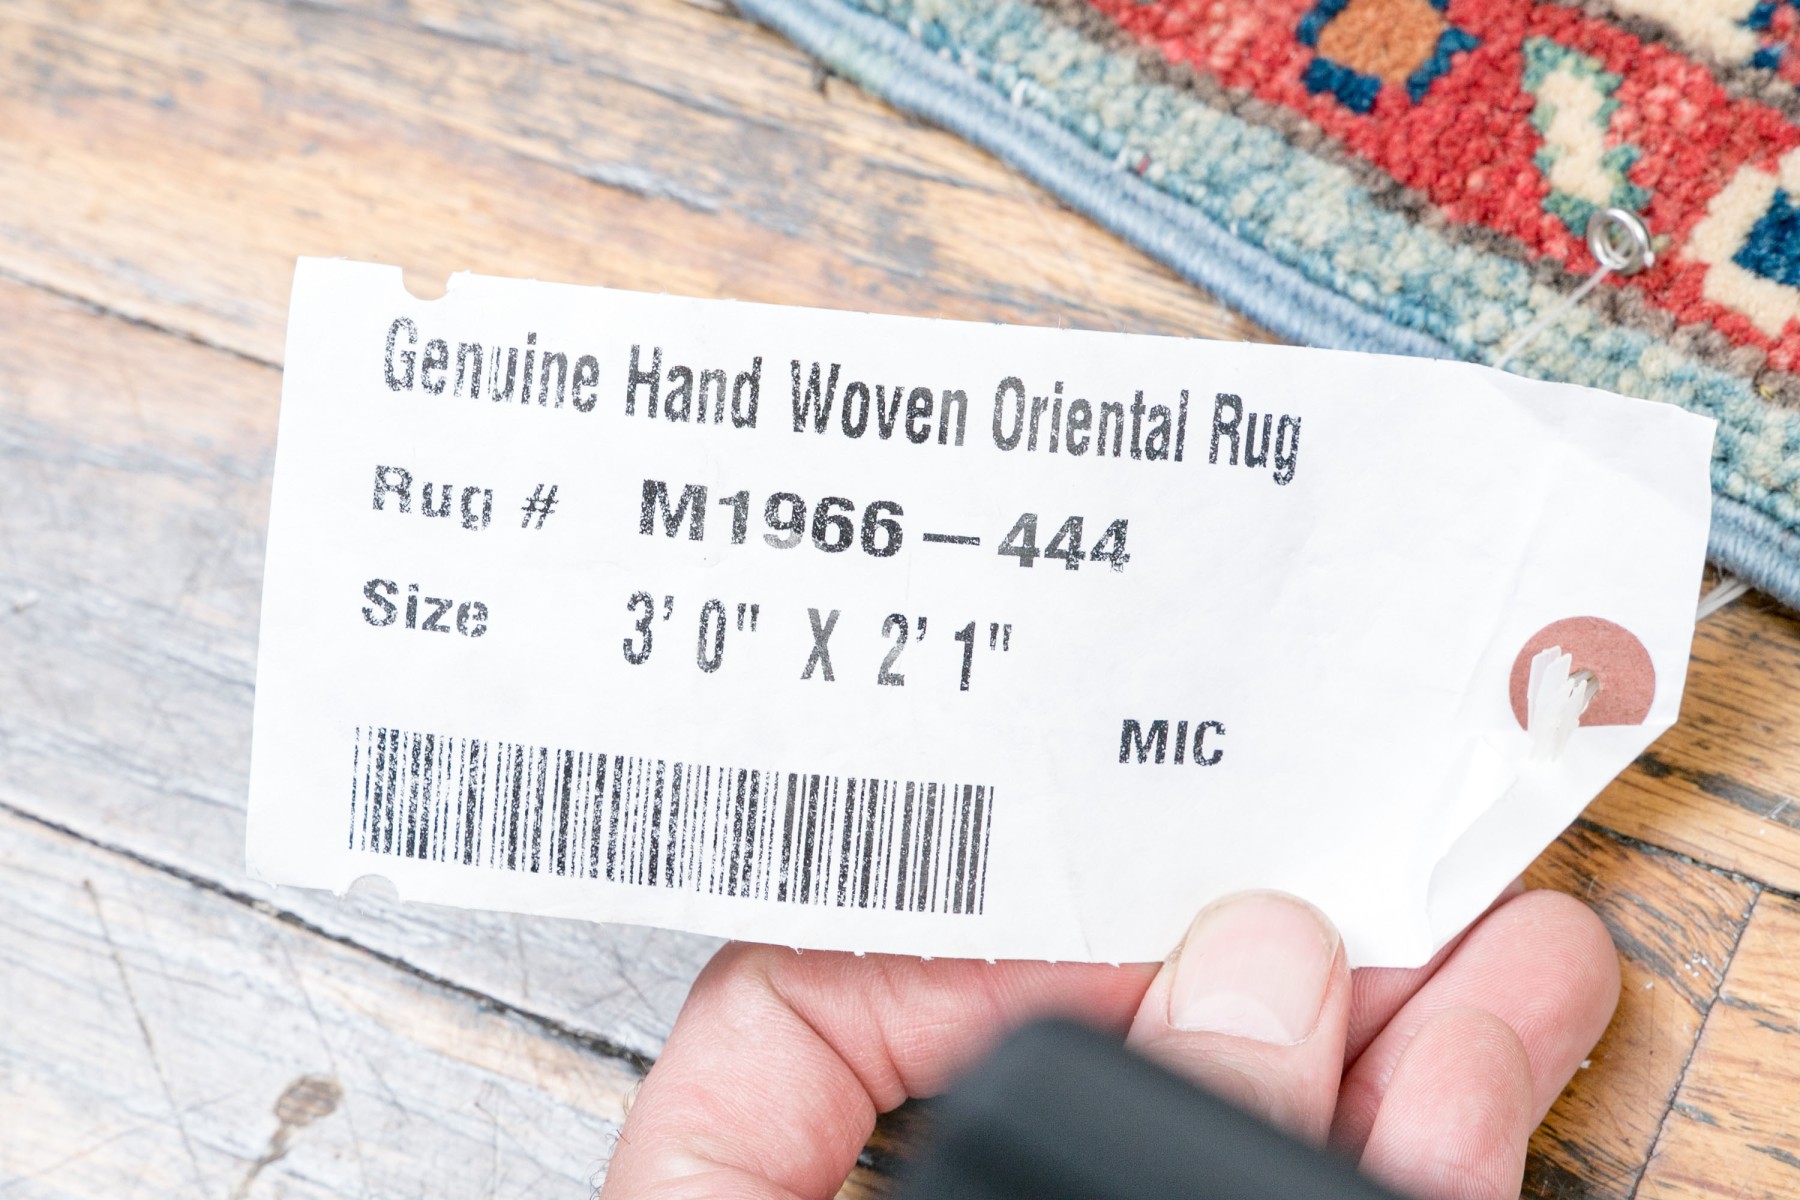 Genuine Hand Woven Oriental Rug
Rug # M1966-444
Size 3' 0" X 2' 1"
MIC